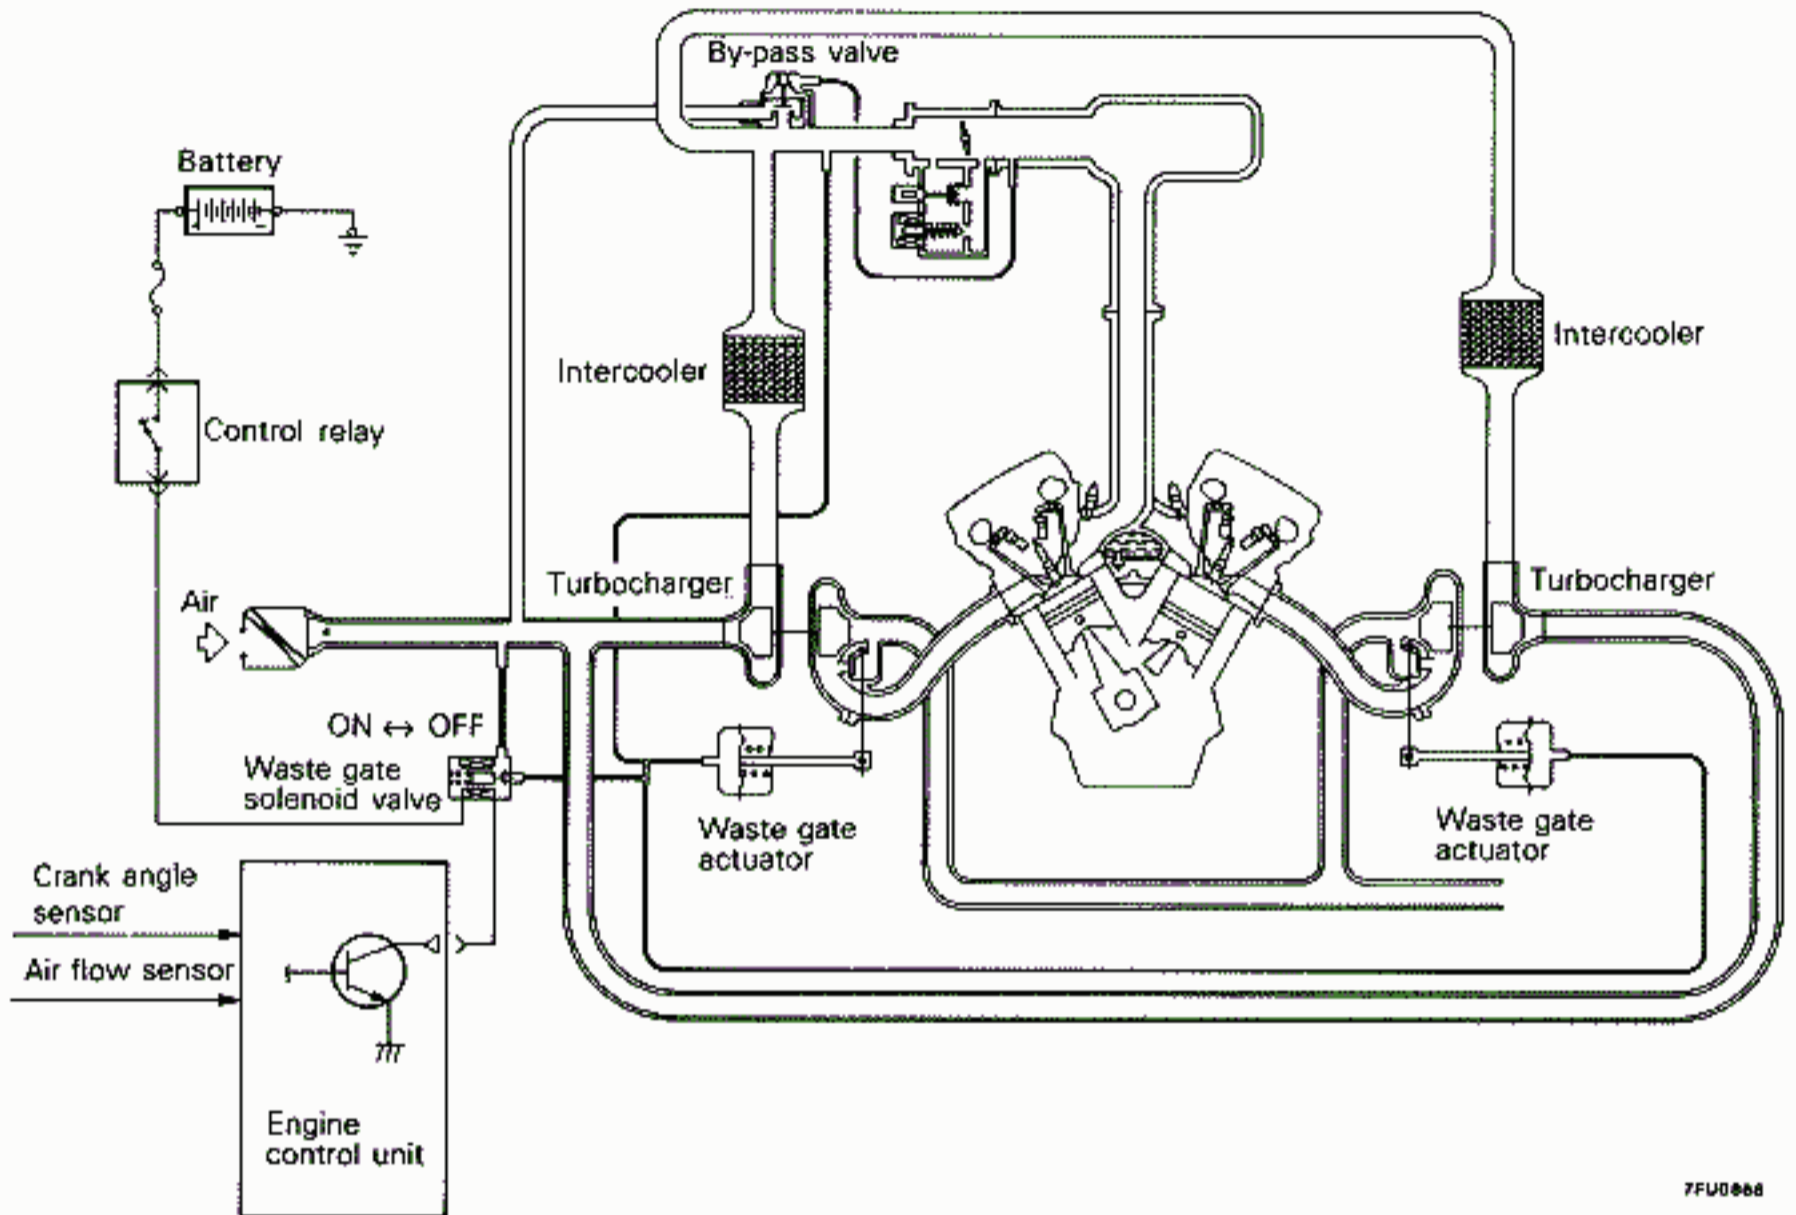 By-pass valve
Battery
Intercooler
Intercooler
Control relay
Turbocharger
Turbocharger
Air
ON ↔ OFF
Waste gate
solenoid valve
Waste gate
actuator
Waste gate
actuator
Crank angle
sensor
Air flow sensor
Engine
control unit